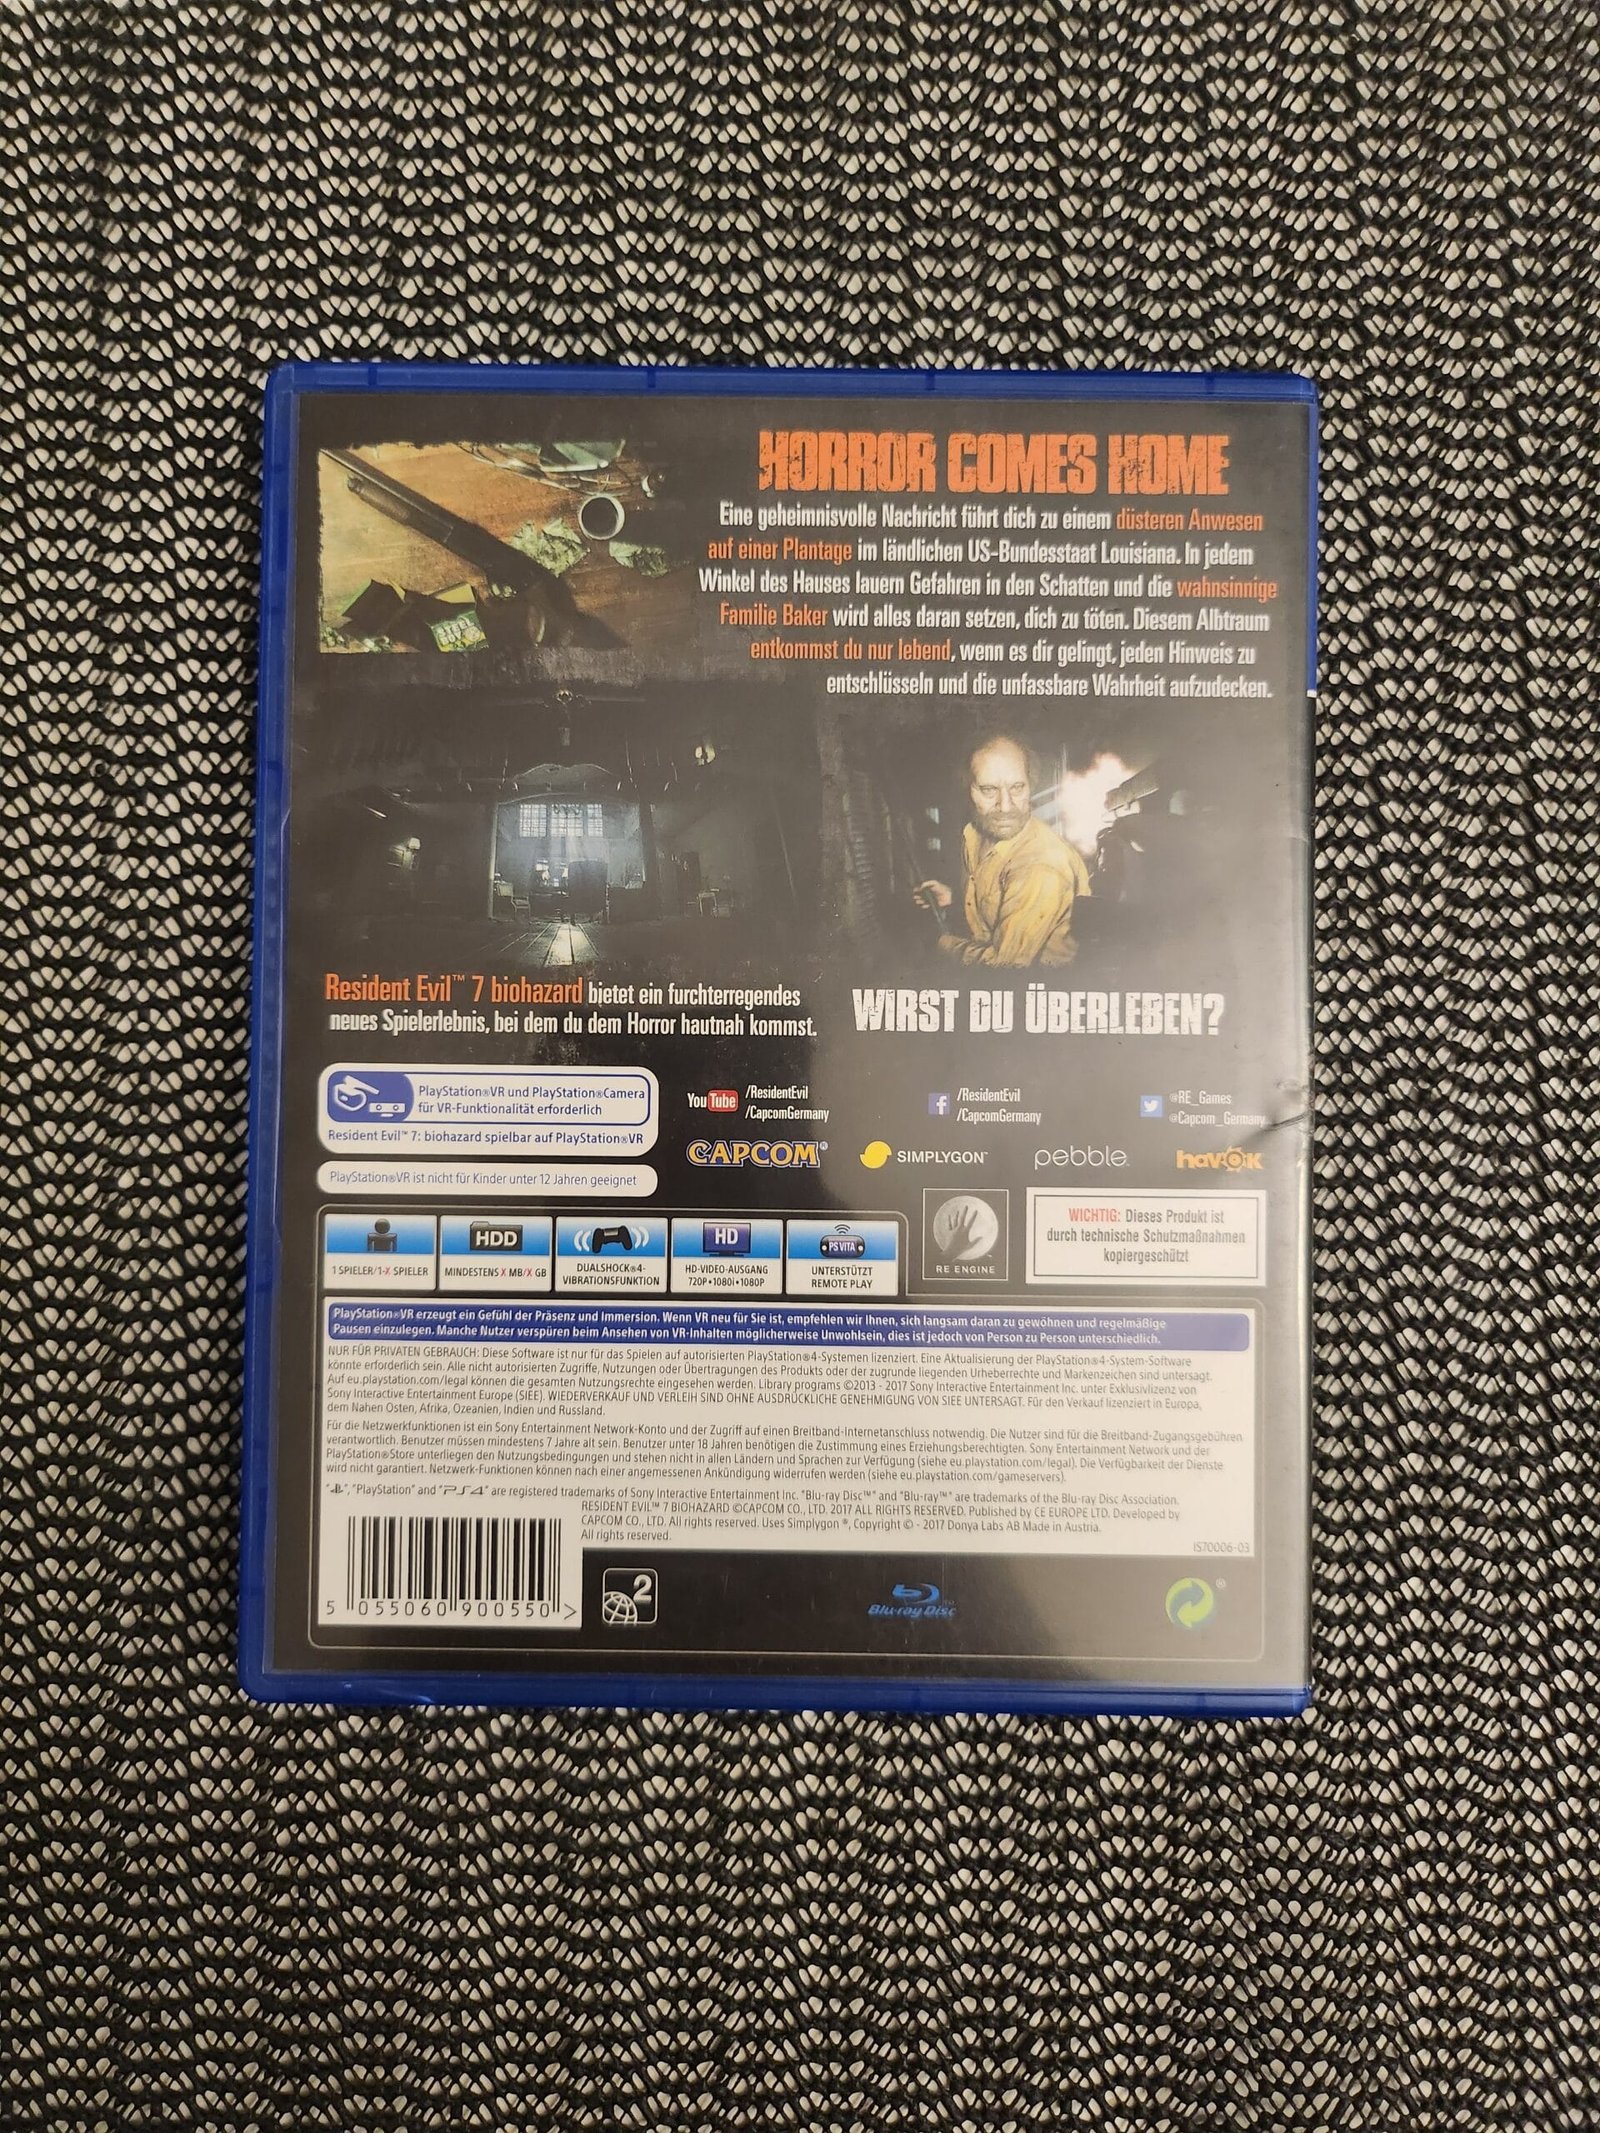 HORROR COMES HOME
Eine geheimnisvolle Nachricht führt dich zu einem düsteren Anwesen
auf einer Plantage im ländlichen US-Bundesstaat Louisiana. In jedem
Winkel des Hauses lauern Gefahren in den Schatten und die wahnsinnige
Familie Baker wird alles daran setzen, dich zu töten. Diesem Albtraum
entkommst du nur lebend, wenn es dir gelingt, jeden Hinweis zu
entschlüsseln und die unfassbare Wahrheit aufzudecken.
Resident Evil™ 7 biohazard bietet ein furchterregendes
neues Spielerlebnis, bei dem du dem Horror hautnah kommst.
WIRST DU ÜBERLEBEN?
PlayStation®VR und PlayStation®Camera
für VR-Funktionalität erforderlich
Resident Evil™ 7: biohazard spielbar auf PlayStation®VR
PlayStation®VR ist nicht für Kinder unter 12 Jahren geeignet
YouTube /ResidentEvil
/CapcomGermany
f /ResidentEvil
/CapcomGermany
@RE_Games
@Capcom_Germany
CAPCOM®
SIMPLYGON™
pebble.
havok
1 SPIELER/1-X SPIELER
HDD
MINDESTENS X MB/X GB
DUALSHOCK®4-
VIBRATIONSFUNKTION
HD
HD-VIDEO-AUSGANG
720P•1080i•1080P
PS VITA
UNTERSTÜTZT
REMOTE PLAY
RE ENGINE
WICHTIG: Dieses Produkt ist
durch technische Schutzmaßnahmen
kopiergeschützt
PlayStation®VR erzeugt ein Gefühl der Präsenz und Immersion. Wenn VR neu für Sie ist, empfehlen wir Ihnen, sich langsam daran zu gewöhnen und regelmäßige
Pausen einzulegen. Manche Nutzer verspüren beim Ansehen von VR-Inhalten möglicherweise Unwohlsein, dies ist jedoch von Person zu Person unterschiedlich.
NUR FÜR PRIVATEN GEBRAUCH: Diese Software ist nur für das Spielen auf autorisierten PlayStation®4-Systemen lizenziert. Eine Aktualisierung der PlayStation®4-System-Software
könnte erforderlich sein. Alle nicht autorisierten Zugriffe, Nutzungen oder Übertragungen des Produkts oder der zugrunde liegenden Urheberrechte und Markenzeichen sind untersagt.
Auf eu.playstation.com/legal können die gesamten Nutzungsrechte eingesehen werden. Library programs ©2013 - 2017 Sony Interactive Entertainment Inc. unter Exklusivlizenz von
Sony Interactive Entertainment Europe (SIEE). WIEDERVERKAUF UND VERLEIH SIND OHNE AUSDRÜCKLICHE GENEHMIGUNG VON SIEE UNTERSAGT. Für den Verkauf lizenziert in Europa,
dem Nahen Osten, Afrika, Ozeanien, Indien und Russland.
Für die Netzwerkfunktionen ist ein Sony Entertainment Network-Konto und der Zugriff auf einen Breitband-Internetanschluss notwendig. Die Nutzer sind für die Breitband-Zugangsgebühren
verantwortlich. Benutzer müssen mindestens 7 Jahre alt sein. Benutzer unter 18 Jahren benötigen die Zustimmung eines Erziehungsberechtigten. Sony Entertainment Network und der
PlayStation®Store unterliegen den Nutzungsbedingungen und stehen nicht in allen Ländern und Sprachen zur Verfügung (siehe eu.playstation.com/legal). Die Verfügbarkeit der Dienste
wird nicht garantiert. Netzwerk-Funktionen können nach einer angemessenen Ankündigung widerrufen werden (siehe eu.playstation.com/gameservers).
"PlayStation" and "PS4" are registered trademarks of Sony Interactive Entertainment Inc. "Blu-ray Disc™" and "Blu-ray™" are trademarks of the Blu-ray Disc Association.
RESIDENT EVIL™ 7 BIOHAZARD ©CAPCOM CO., LTD. 2017 ALL RIGHTS RESERVED. Published by CE EUROPE LTD. Developed by
CAPCOM CO., LTD. All rights reserved. Uses Simplygon ®, Copyright © - 2017 Donya Labs AB Made in Austria.
All rights reserved.
IS70006-03
5 055060 900550 >
2
Blu-ray Disc™
®